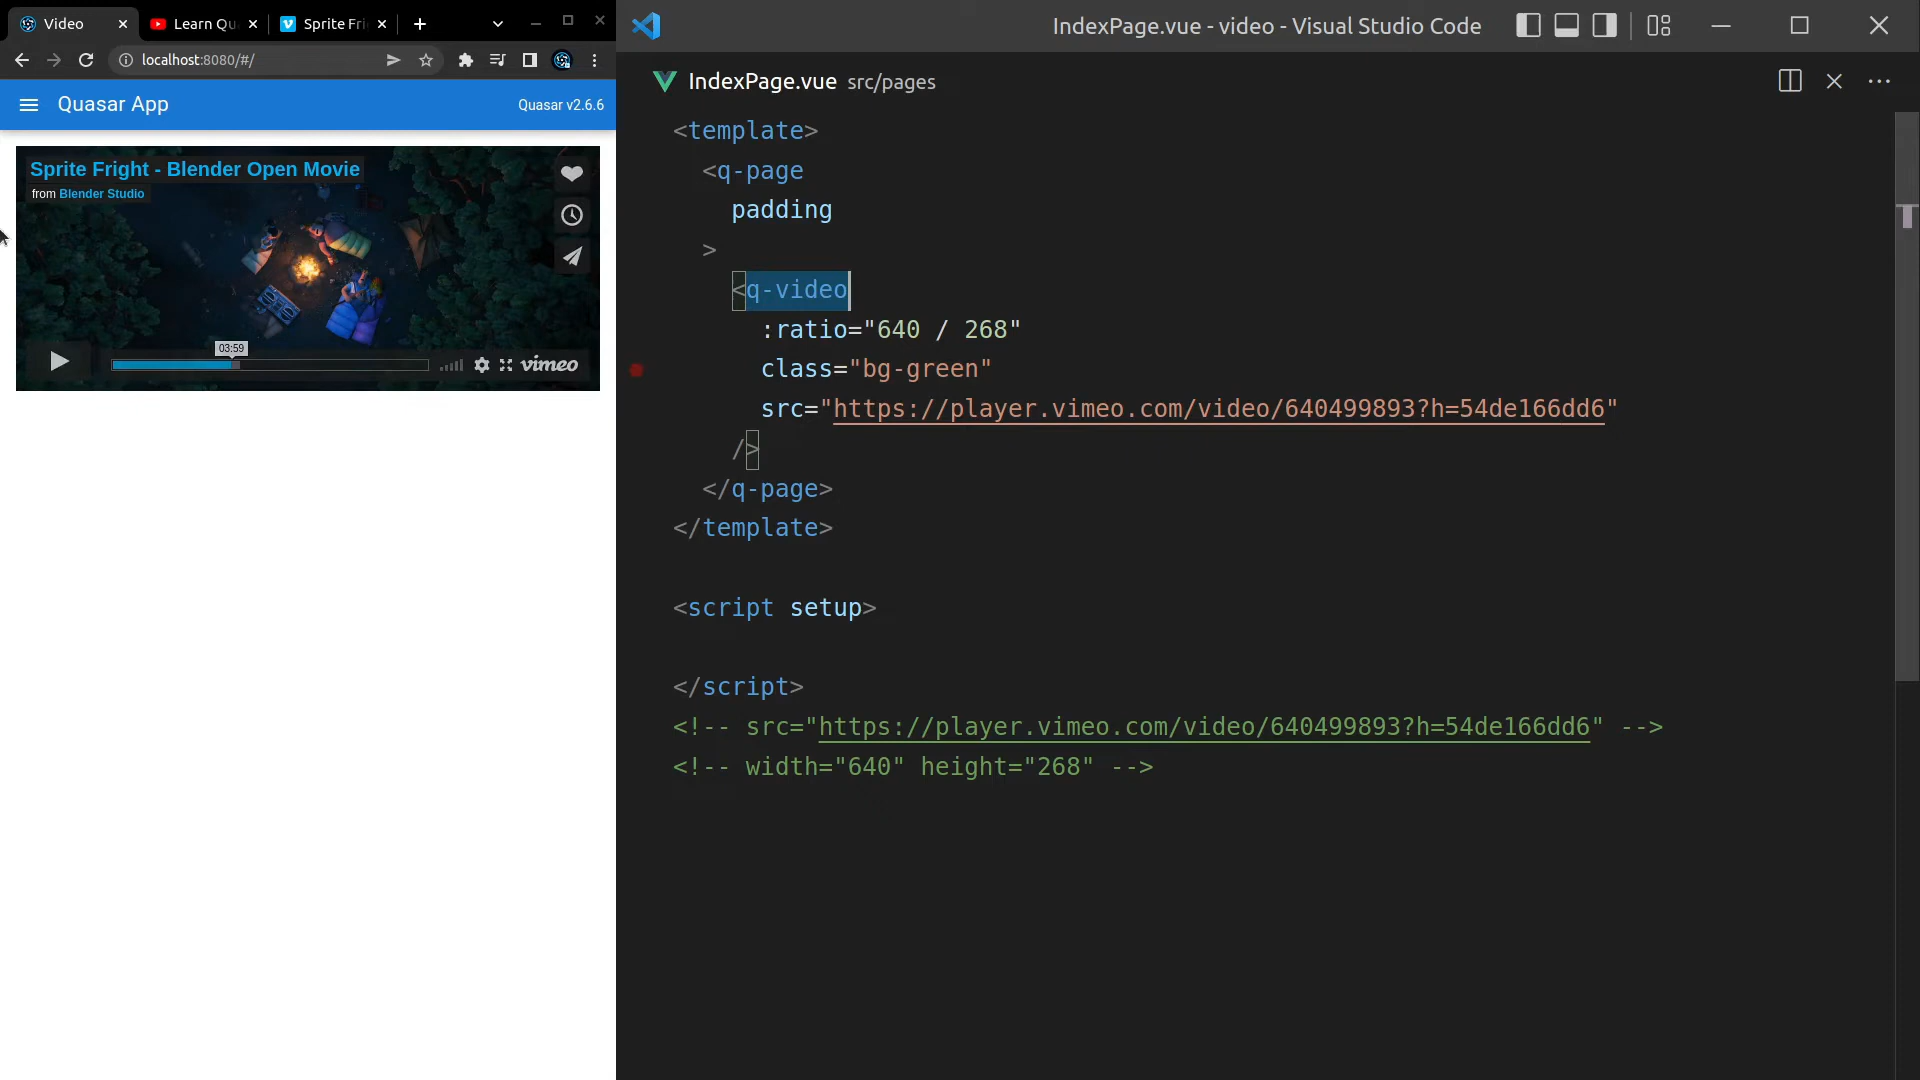 Video
Learn Qu
Sprite Fri
localhost:8080/#/
Quasar App
Quasar v2.6.6
Sprite Fright - Blender Open Movie
from Blender Studio
03:59
vimeo
IndexPage.vue - video - Visual Studio Code
IndexPage.vue src/pages
<template>
<q-page
padding
>
<q-video
:ratio="640 / 268"
class="bg-green"
src="https://player.vimeo.com/video/640499893?h=54de166dd6"
/>
</q-page>
</template>
<script setup>
</script>
<!-- src="https://player.vimeo.com/video/640499893?h=54de166dd6" -->
<!-- width="640" height="268" -->